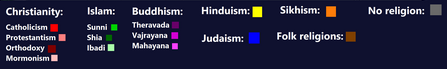 Christianity:
Catholicism
Protestantism
Orthodoxy
Mormonism
Islam:
Sunni
Shia
Ibadi
Buddhism:
Theravada
Vajrayana
Mahayana
Hinduism:
Judaism:
Sikhism:
Folk religions:
No religion: